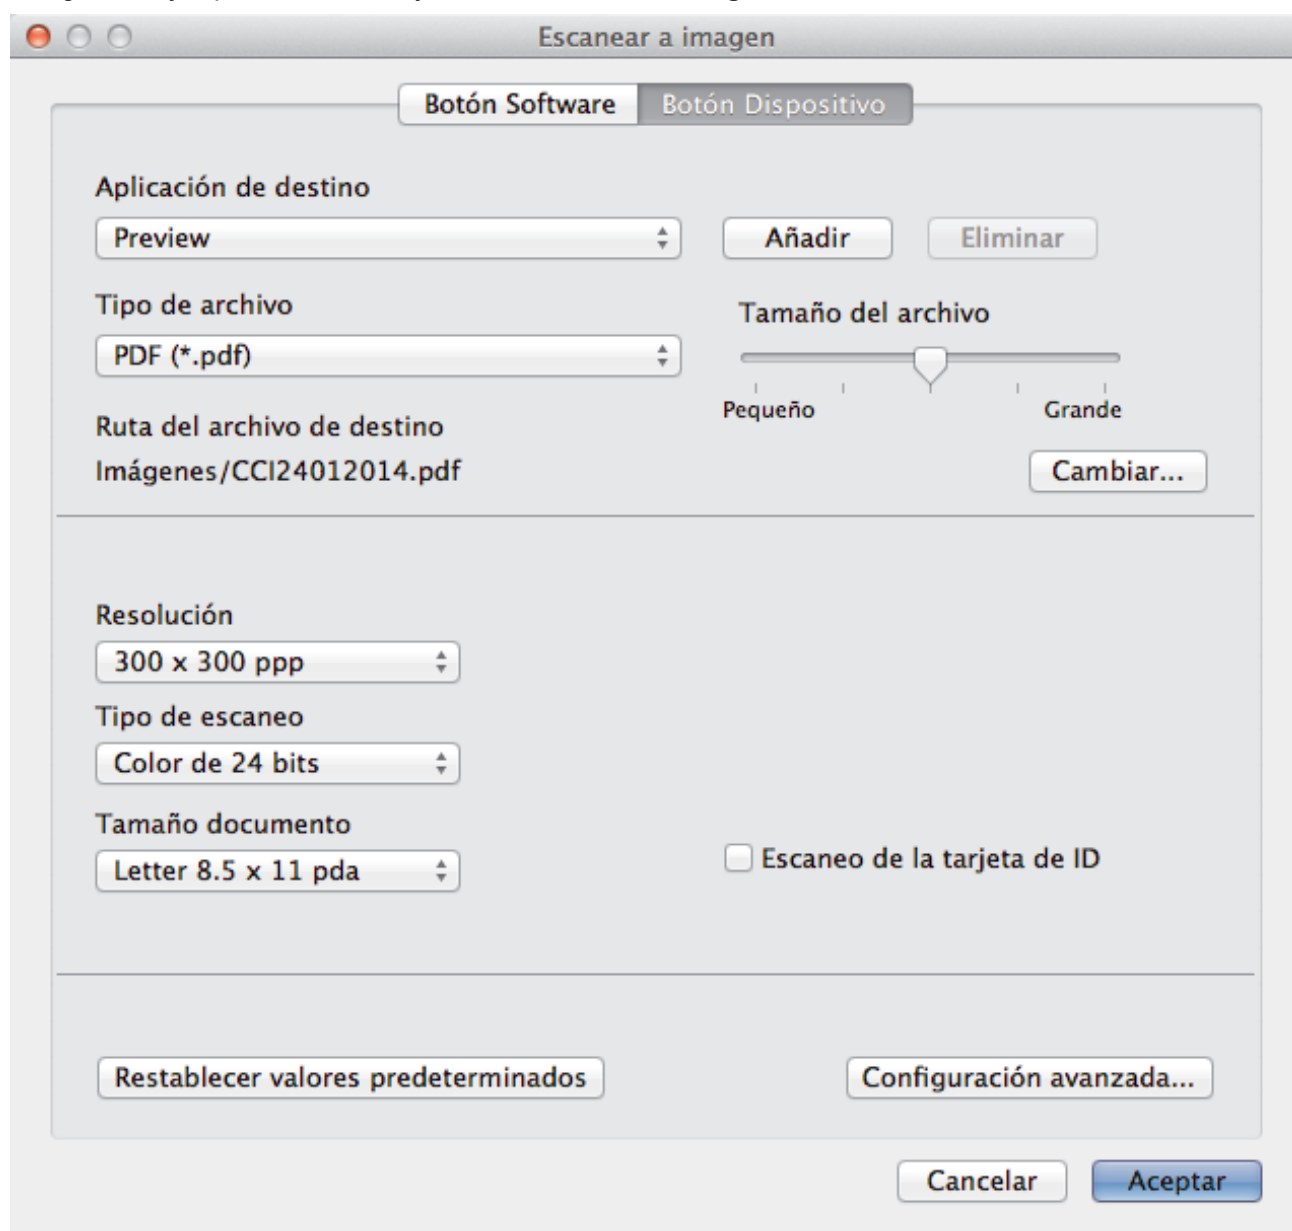 Escanear a imagen
Botón Software
Botón Dispositivo
Aplicación de destino
Preview
Añadir
Eliminar
Tipo de archivo
Tamaño del archivo
PDF (*.pdf)
Pequeño
Grande
Ruta del archivo de destino
Imágenes/CCI24012014.pdf
Cambiar...
Resolución
300 x 300 ppp
Tipo de escaneo
Color de 24 bits
Tamaño documento
Letter 8.5 x 11 pda
Escaneo de la tarjeta de ID
Restablecer valores predeterminados
Configuración avanzada...
Cancelar
Aceptar